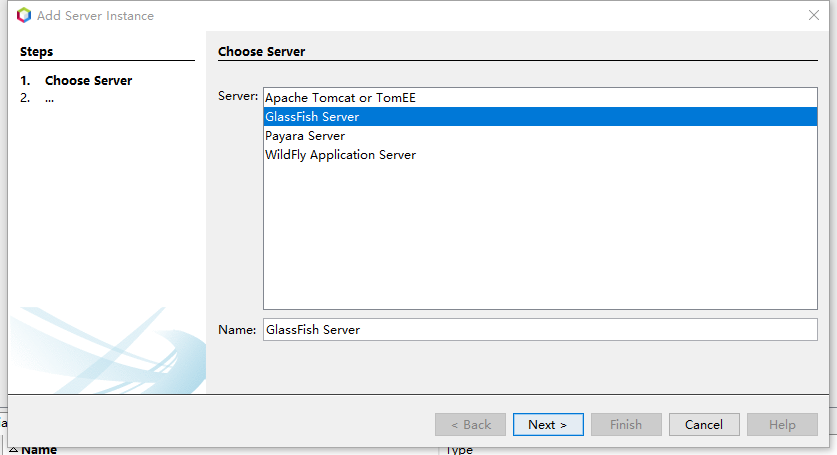 Add Server Instance
Steps
1. Choose Server
2. ...
Choose Server
Server:
Apache Tomcat or TomEE
GlassFish Server
Payara Server
WildFly Application Server
Name: GlassFish Server
< Back Next > Finish Cancel Help
Name Type